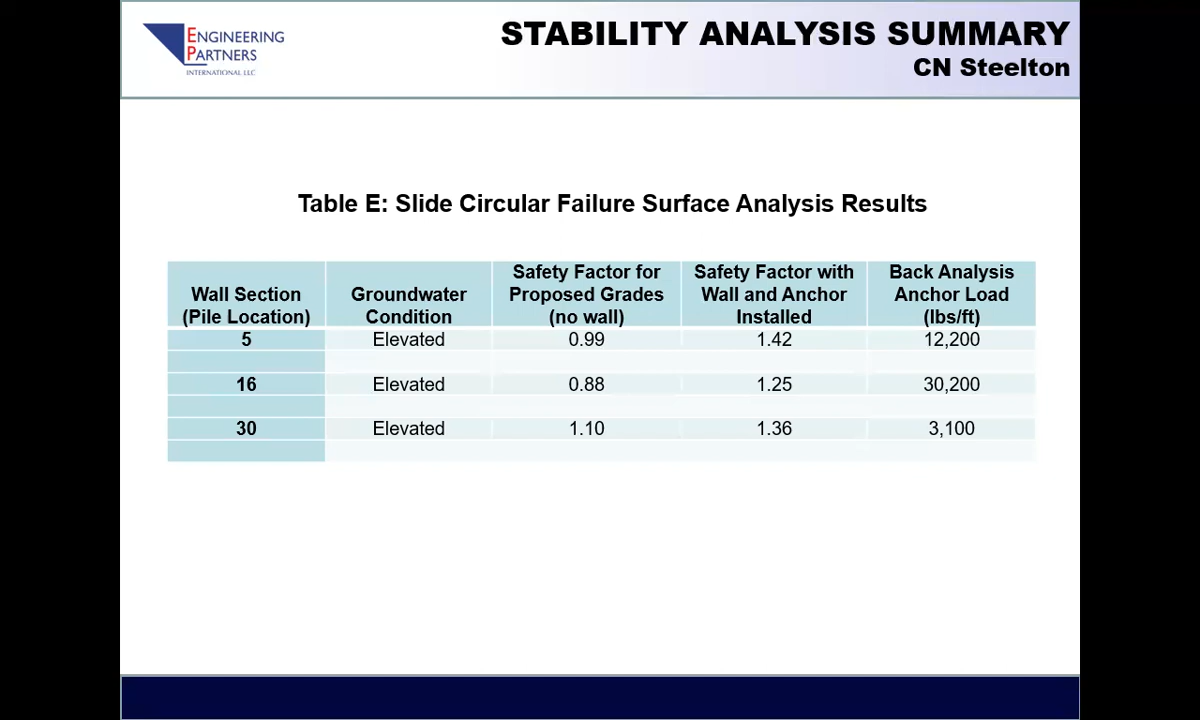 ENGINEERING
PARTNERS
INTERNATIONAL LLC
STABILITY ANALYSIS SUMMARY
CN Steelton
Table E: Slide Circular Failure Surface Analysis Results
Wall Section (Pile Location) Groundwater Condition Safety Factor for Proposed Grades (no wall) Safety Factor with Wall and Anchor Installed Back Analysis Anchor Load (lbs/ft)
5 Elevated 0.99 1.42 12,200
16 Elevated 0.88 1.25 30,200
30 Elevated 1.10 1.36 3,100